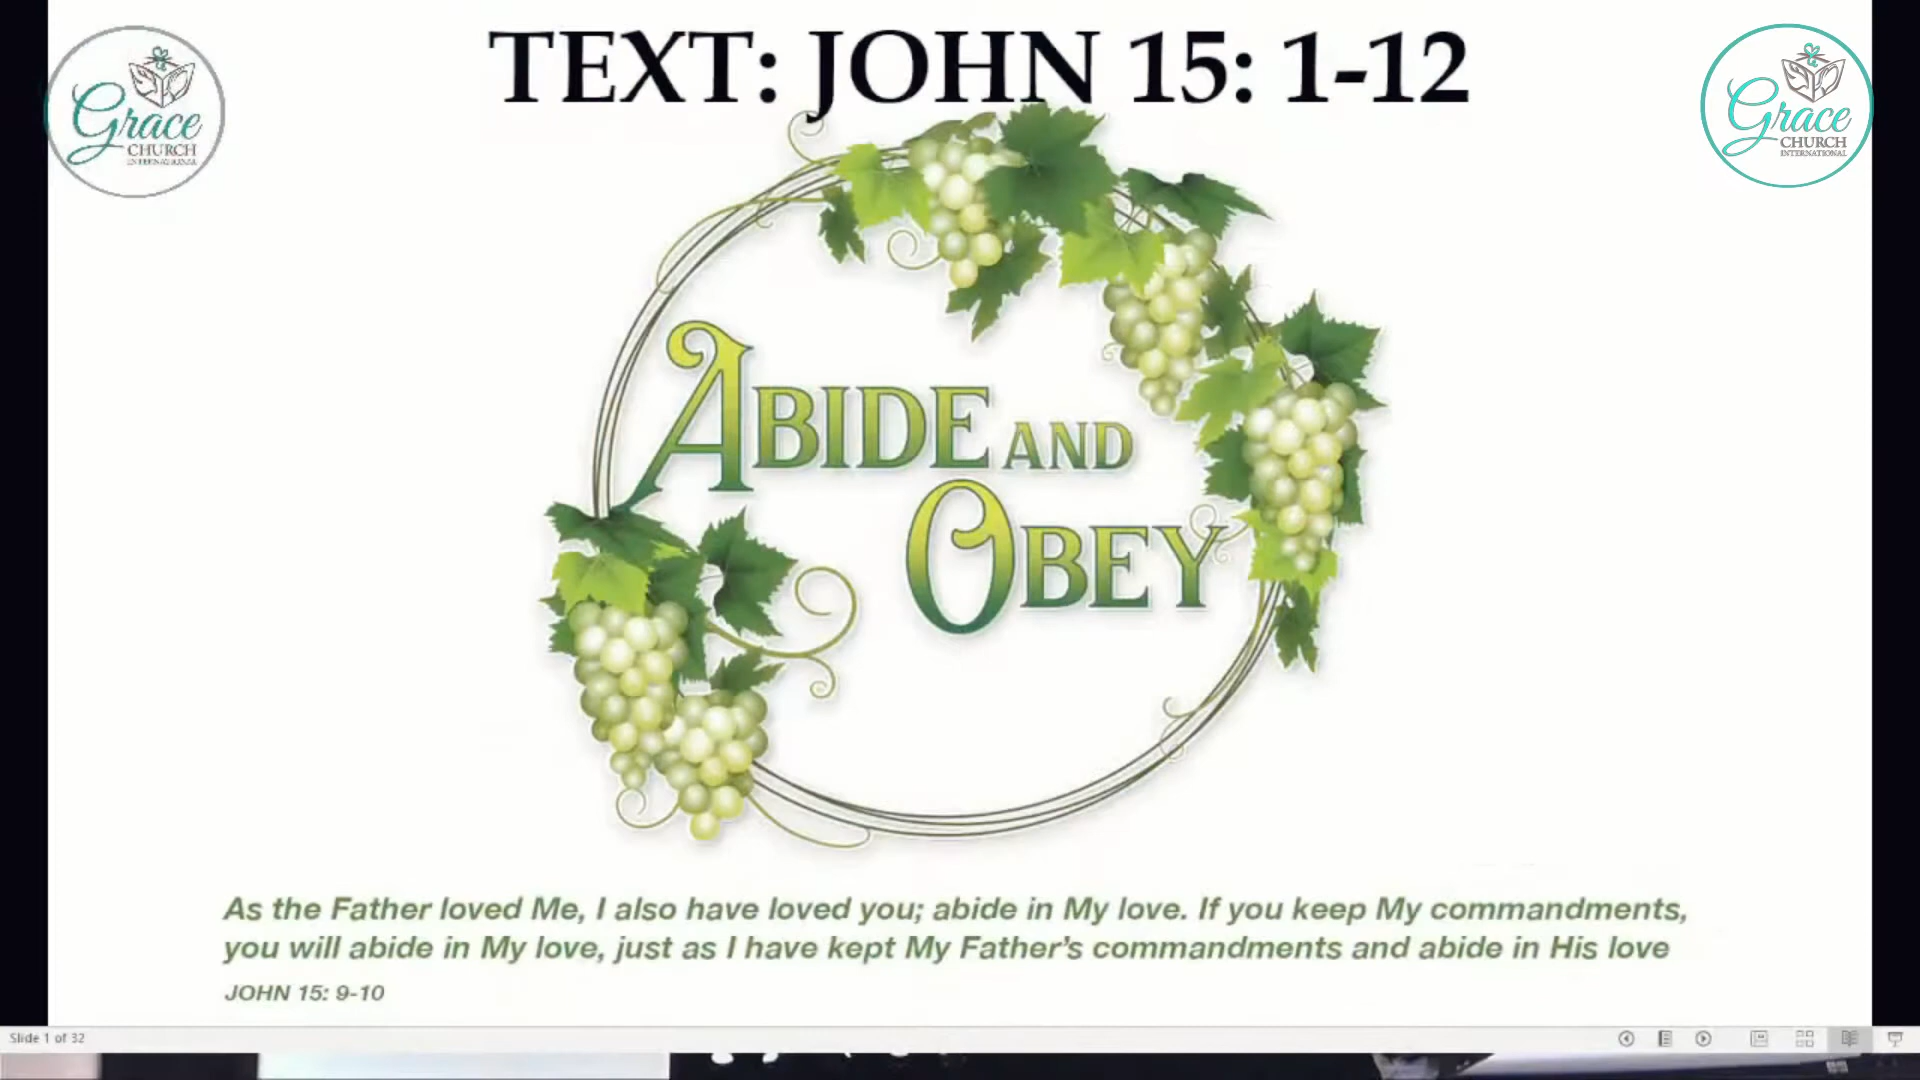 TEXT: JOHN 15: 1-12
Grace
CHURCH
INTERNATIONAL
Grace
CHURCH
INTERNATIONAL
ABIDE AND
OBEY
As the Father loved Me, I also have loved you; abide in My love. If you keep My commandments,
you will abide in My love, just as I have kept My Father's commandments and abide in His love
JOHN 15: 9-10
Slide 1 of 32